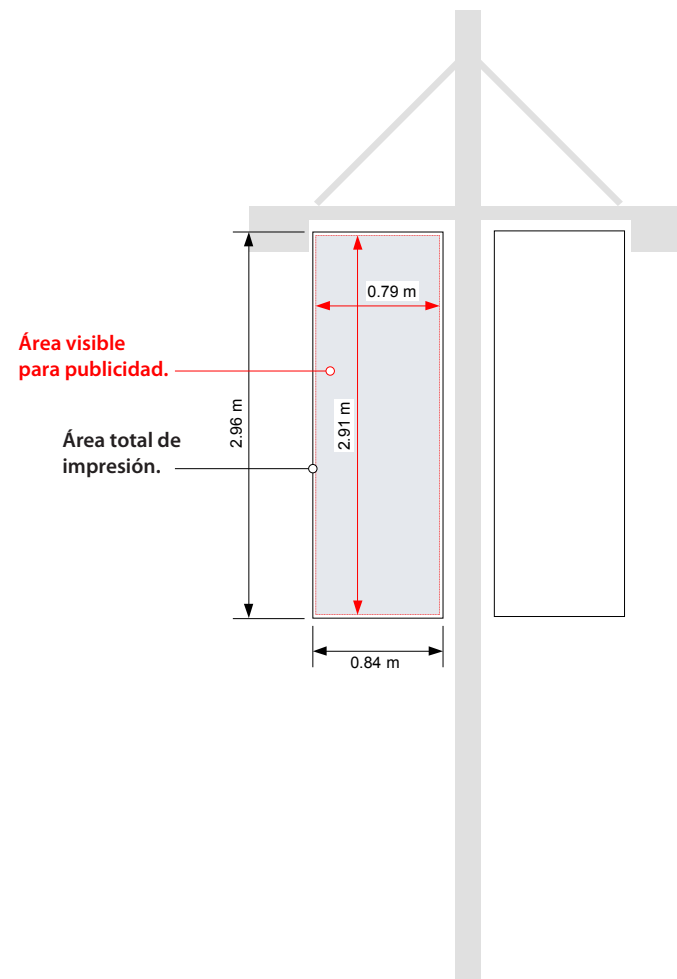 0.79 m
Área visible
para publicidad.
2.96 m
2.91 m
Área total de
impresión.
0.84 m